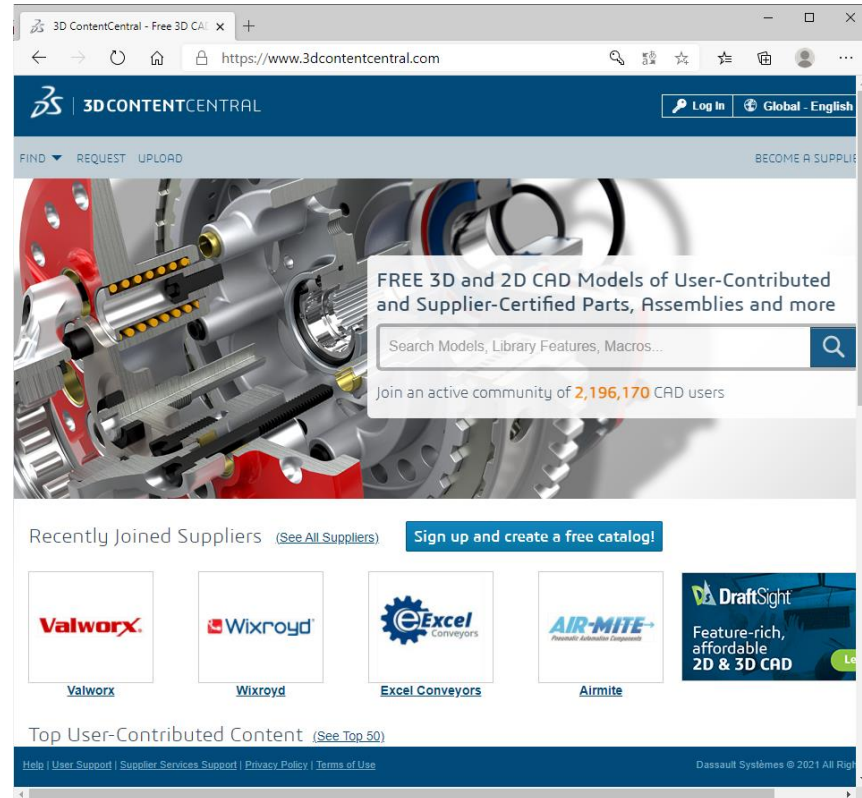 3D ContentCentral - Free 3D CA
https://www.3dcontentcentral.com
3DCONTENTCENTRAL
Log In
Global - English
FIND REQUEST UPLOAD
BECOME A SUPPLIE
FREE 3D and 2D CAD Models of User-Contributed
and Supplier-Certified Parts, Assemblies and more
Search Models, Library Features, Macros...
Join an active community of 2,196,170 CAD users
Recently Joined Suppliers (See All Suppliers)
Sign up and create a free catalog!
Valworx.
Wixroyd
Excel
Conveyors
AIR-MITE
Pneumatic Automation Components
DraftSight
Feature-rich,
affordable
2D & 3D CAD
Le
Valworx
Wixroyd
Excel Conveyors
Airmite
Top User-Contributed Content (See Top 50)
Help | User Support | Supplier Services Support | Privacy Policy | Terms of Use
Dassault Systèmes © 2021 All Righ